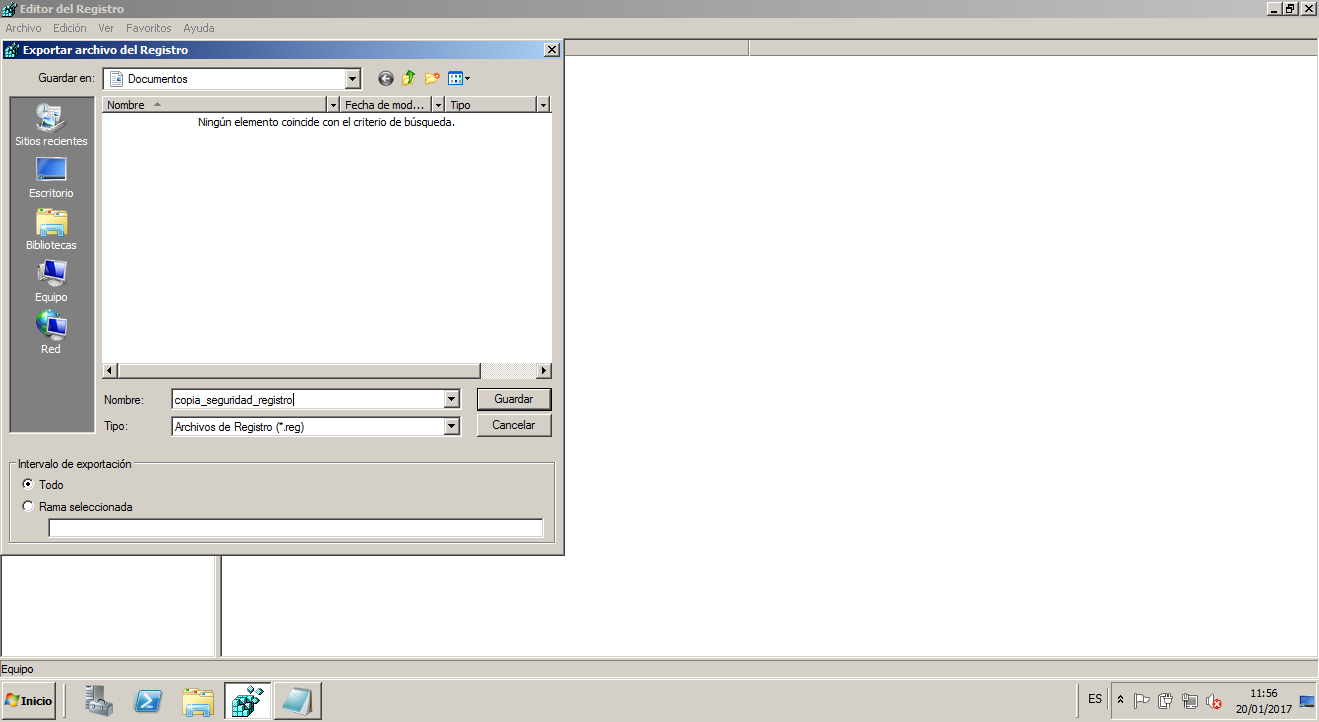 Editor del Registro
Archivo Edición Ver Favoritos Ayuda
Exportar archivo del Registro
Guardar en: Documentos
Nombre Fecha de mod... Tipo
Ningún elemento coincide con el criterio de búsqueda.
Sitios recientes
Escritorio
Bibliotecas
Equipo
Red
Nombre: copia_seguridad_registro Guardar
Tipo: Archivos de Registro (*.reg) Cancelar
Intervalo de exportación
Todo
Rama seleccionada
Equipo
Inicio ES 11:56
20/01/2017